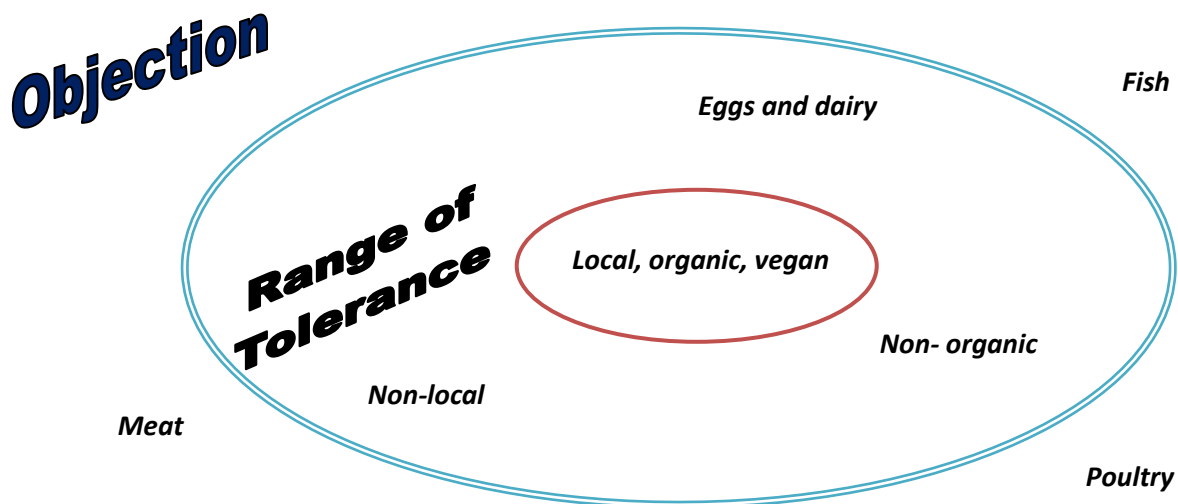 Objection
Fish
Eggs and dairy
Range of
Tolerance
Local, organic, vegan
Non- organic
Non-local
Meat
Poultry